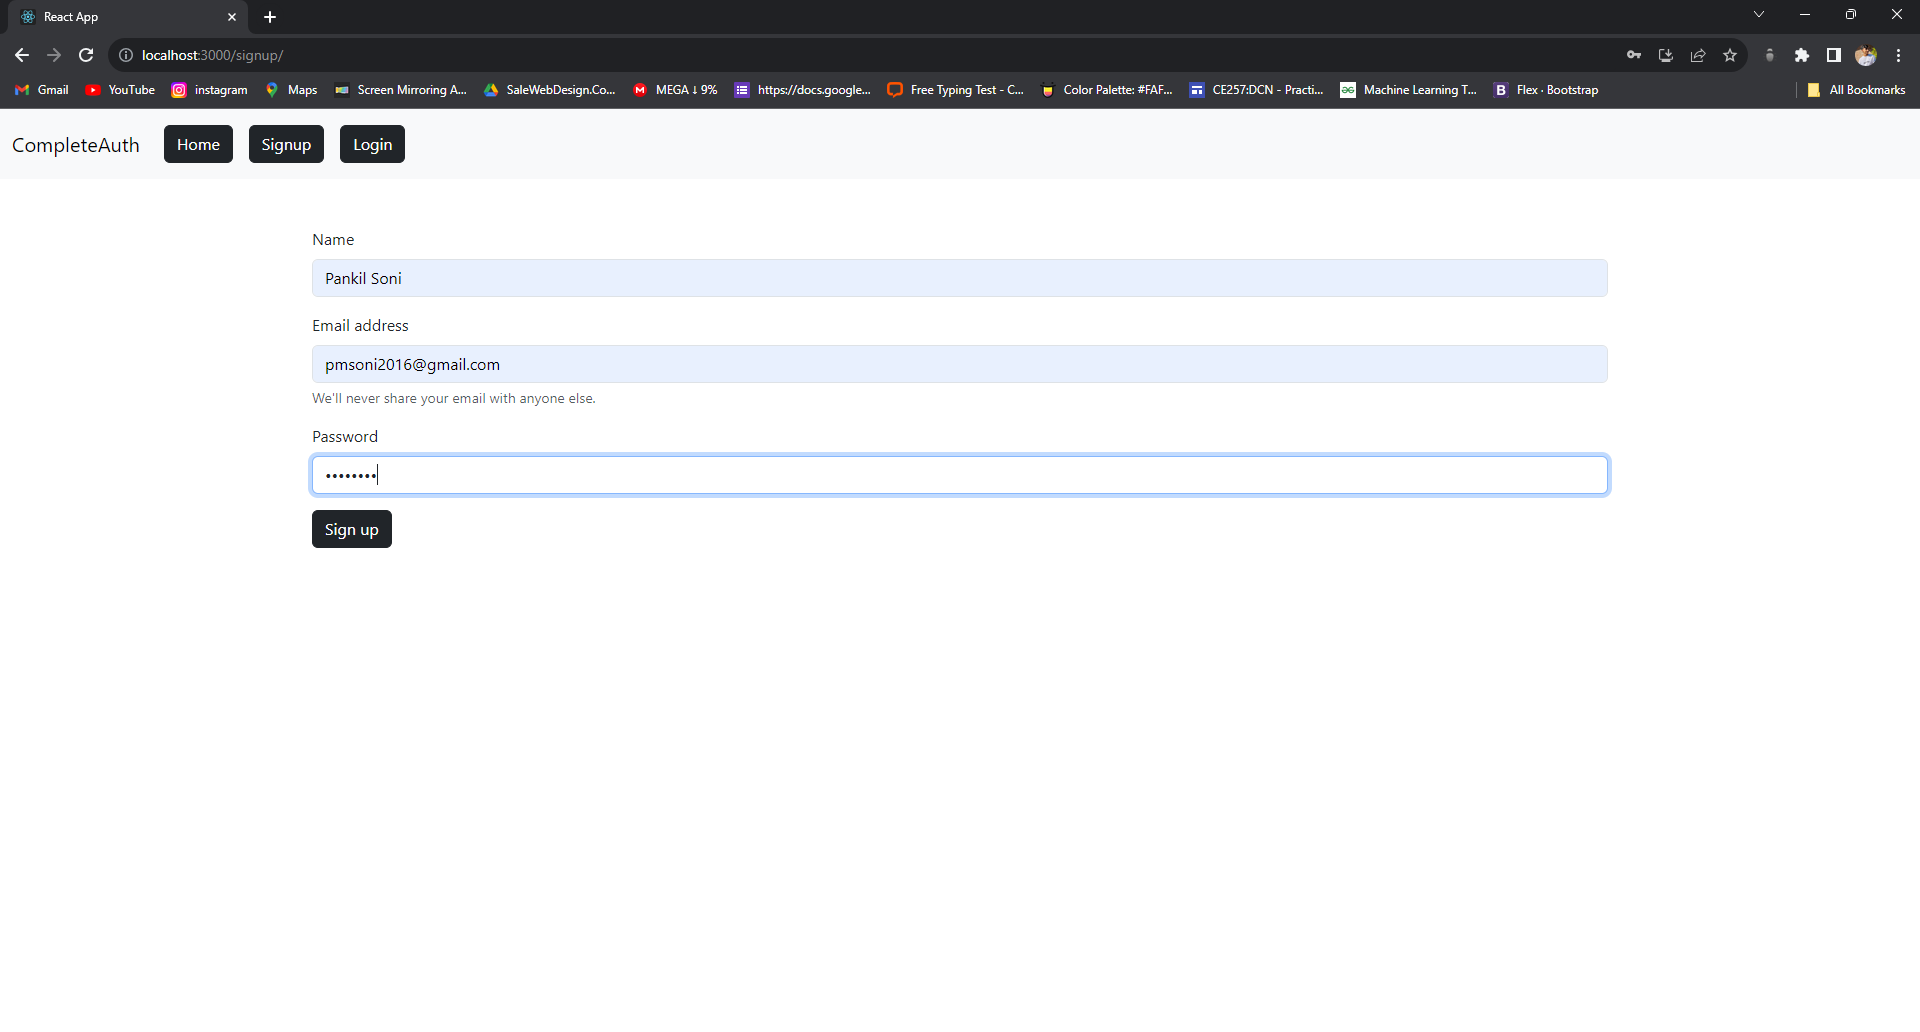 React App
localhost:3000/signup/
Gmail YouTube instagram Maps Screen Mirroring A... SaleWebDesign.Co... MEGA ↓ 9% https://docs.google... Free Typing Test - C... Color Palette: #FAF... CE257:DCN - Practi... Machine Learning T... Flex · Bootstrap All Bookmarks
CompleteAuth Home Signup Login
Name
Pankil Soni
Email address
pmsoni2016@gmail.com
We'll never share your email with anyone else.
Password
••••••••
Sign up